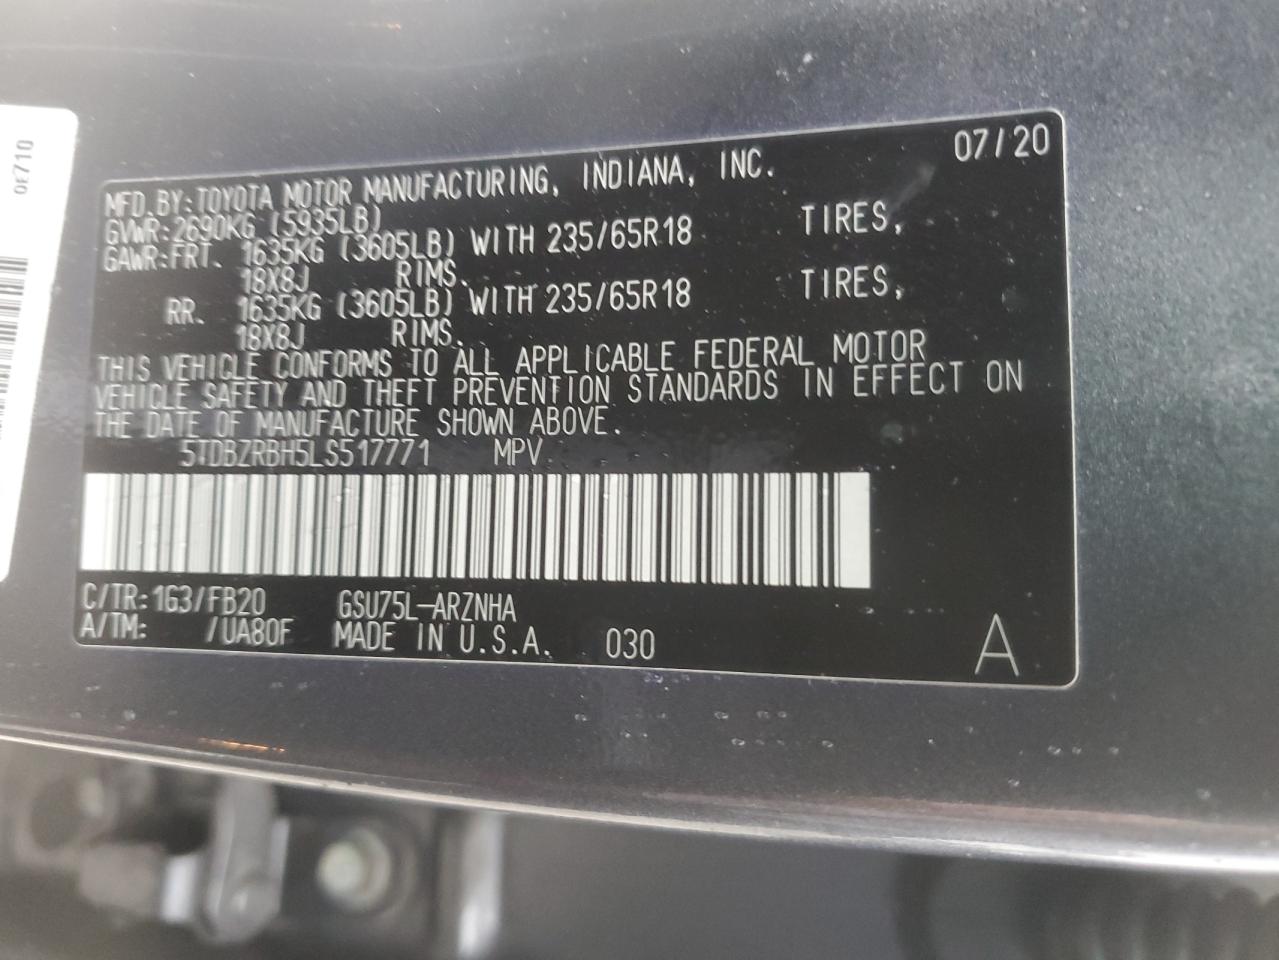 0E710
07/20
MFD.BY:TOYOTA MOTOR MANUFACTURING, INDIANA, INC.
GVWR:2690KG (5935LB)
GAWR:FRT. 1635KG (3605LB) WITH 235/65R18 TIRES,
18X8J RIMS.
RR. 1635KG (3605LB) WITH 235/65R18 TIRES,
18X8J RIMS.
THIS VEHICLE CONFORMS TO ALL APPLICABLE FEDERAL MOTOR
VEHICLE SAFETY AND THEFT PREVENTION STANDARDS IN EFFECT ON
THE DATE OF MANUFACTURE SHOWN ABOVE.
5TDBZRBH5LS517771 MPV
C/TR:1G3/FB20 GSU75L-ARZNHA
A/TM: /UA80F MADE IN U.S.A. 030
A